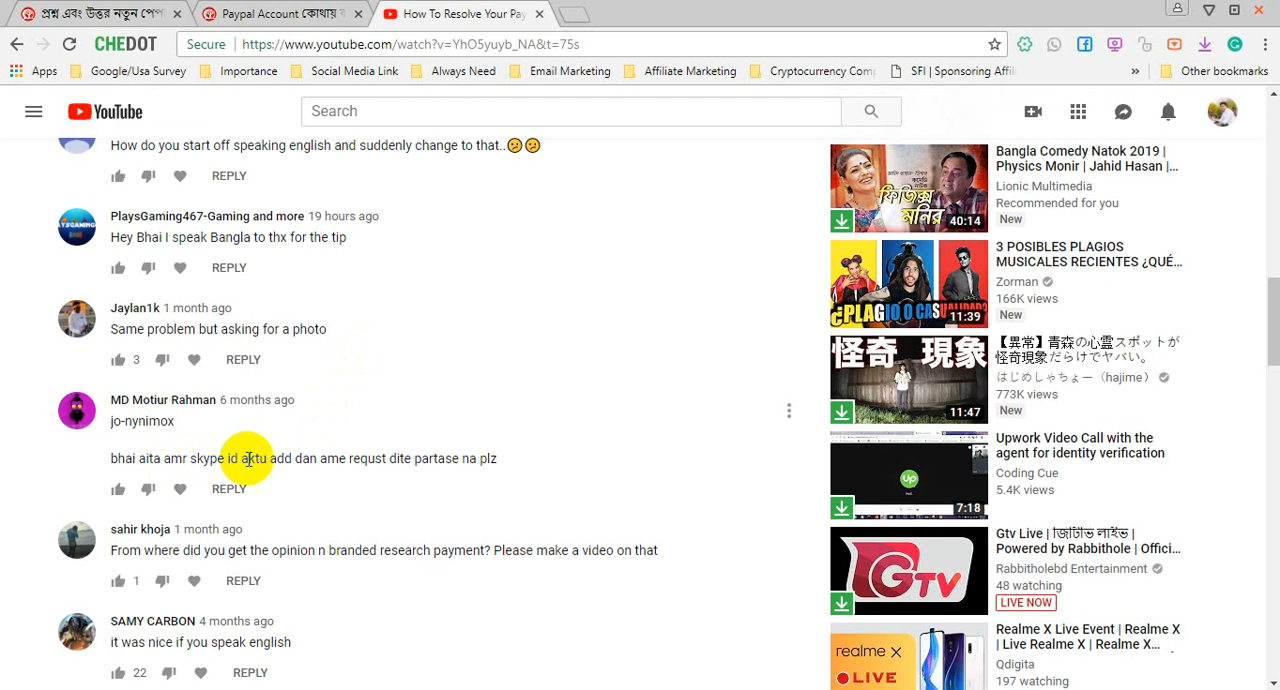 প্রশ্ন এবং উত্তর নতুন পেপা
Paypal Account কোথায় ব
How To Resolve Your Pay
CHEDOT
Secure
https://www.youtube.com/watch?v=YhO5yuyb_NA&t=75s
Apps
Google/Usa Survey
Importance
Social Media Link
Always Need
Email Marketing
Affiliate Marketing
Cryptocurrency Com
SFI | Sponsoring Affil
»
Other bookmarks
YouTube
Search
How do you start off speaking english and suddenly change to that..😕😕
REPLY
PlaysGaming467-Gaming and more 19 hours ago
Hey Bhai I speak Bangla to thx for the tip
REPLY
Jaylan1k 1 month ago
Same problem but asking for a photo
3 REPLY
MD Motiur Rahman 6 months ago
jo-nynimox
bhai aita amr skype id aktu add dan ame requst dite partase na plz
REPLY
sahir khoja 1 month ago
From where did you get the opinion n branded research payment? Please make a video on that
1 REPLY
SAMY CARBON 4 months ago
it was nice if you speak english
22 REPLY
ফিজিক্স
মনির
40:14
Bangla Comedy Natok 2019 |
Physics Monir | Jahid Hasan |...
Lionic Multimedia
Recommended for you
New
¿PLAGIO O CASUALIDAD?
11:39
3 POSIBLES PLAGIOS
MUSICALES RECIENTES ¿QUÉ...
Zorman
166K views
New
怪奇現象
11:47
【異常】青森の心霊スポットが
怪奇現象だらけでヤバい。
はじめしゃちょー（hajime）
773K views
New
Up
7:18
Upwork Video Call with the
agent for identity verification
Coding Cue
5.4K views
GTV
Gtv Live | জিটিভি লাইভ |
Powered by Rabbithole | Offici...
Rabbitholebd Entertainment
48 watching
LIVE NOW
realme X
LIVE
Realme X Live Event | Realme X
| Live Realme X | Realme X...
Qdigita
197 watching